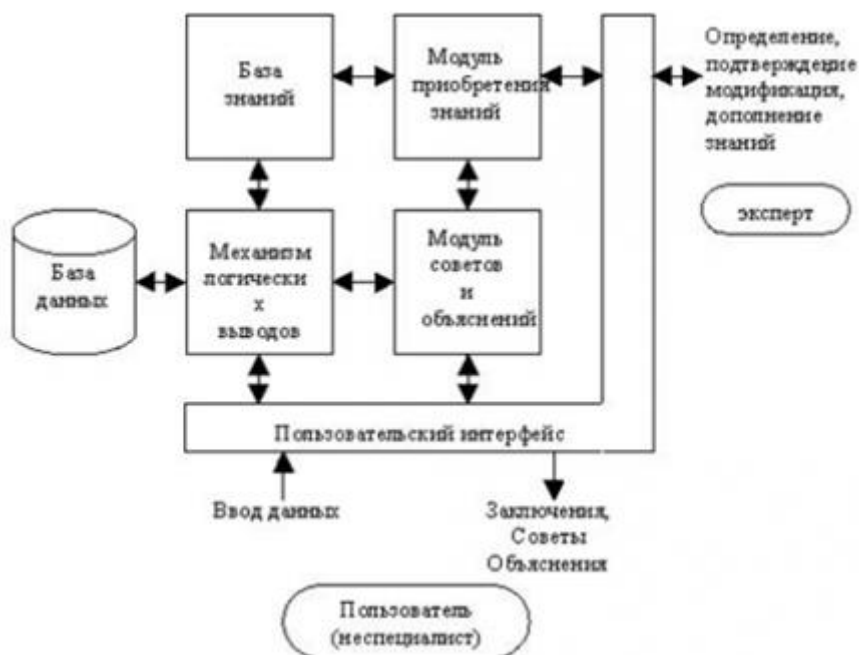 База
знаний
Модуль
приобретения
знаний
Определение,
подтверждение
модификация,
дополнение
знаний
эксперт
База
данных
Механизм
логически
х
выводов
Модуль
советов
и
объяснений
Пользовательский интерфейс
Ввод данных
Заключения,
Советы
Объяснения
Пользователь
(неспециалист)